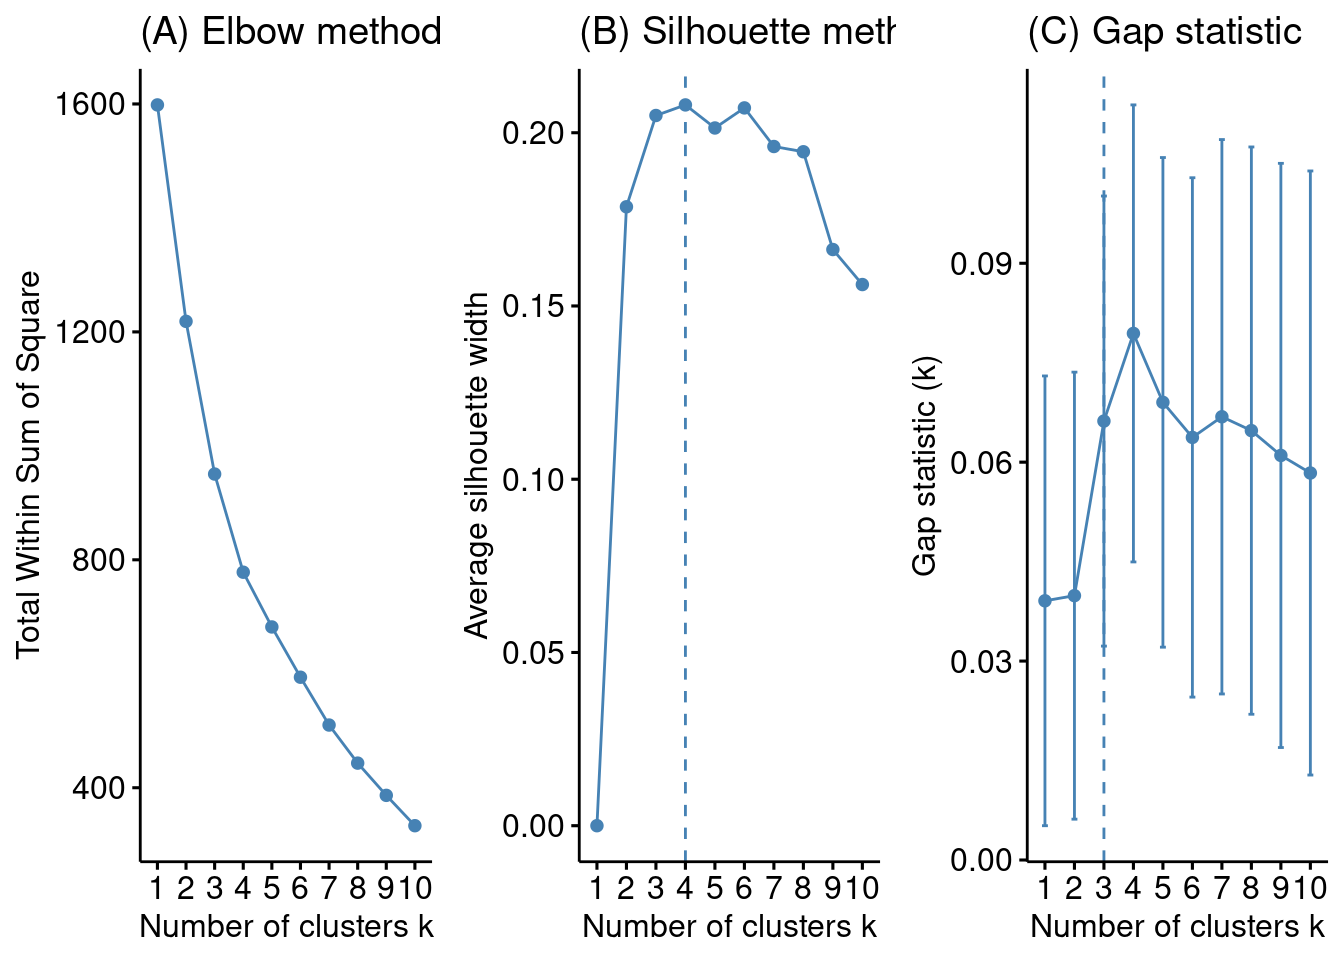 (A) Elbow method
Total Within Sum of Square
1600
1200
800
400
1 2 3 4 5 6 7 8 9 10
Number of clusters k
(B) Silhouette meth
Average silhouette width
0.20
0.15
0.10
0.05
0.00
1 2 3 4 5 6 7 8 9 10
Number of clusters k
(C) Gap statistic
Gap statistic (k)
0.09
0.06
0.03
0.00
1 2 3 4 5 6 7 8 9 10
Number of clusters k